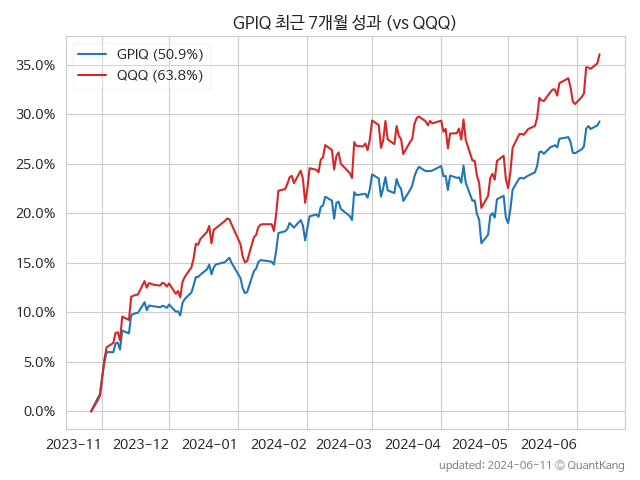 GPIQ 최근 7개월 성과 (vs QQQ)
GPIQ (50.9%)
QQQ (63.8%)
35.0%
30.0%
25.0%
20.0%
15.0%
10.0%
5.0%
0.0%
2023-11 2023-12 2024-01 2024-02 2024-03 2024-04 2024-05 2024-06
updated: 2024-06-11 © QuantKang